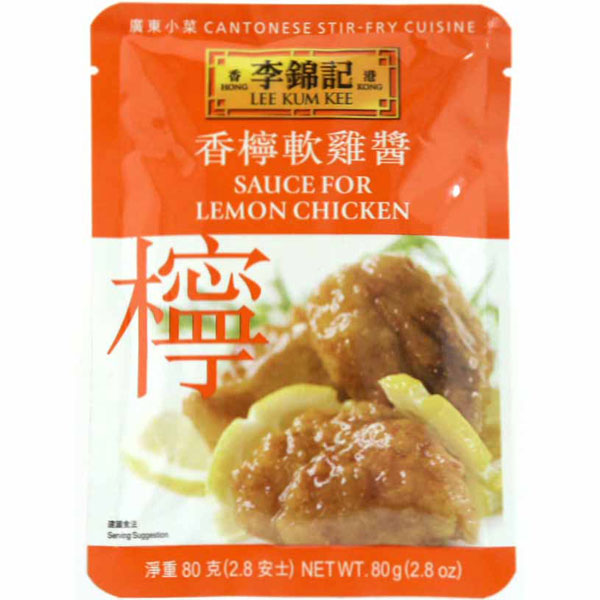 廣東小菜 CANTONESE STIR-FRY CUISINE
香 李錦記 港
HONG LEE KUM KEE KONG
香檸軟雞醬
SAUCE FOR
LEMON CHICKEN
檸
建議食法
Serving Suggestion
淨重 80 克(2.8 安士) NET WT. 80g (2.8 oz)